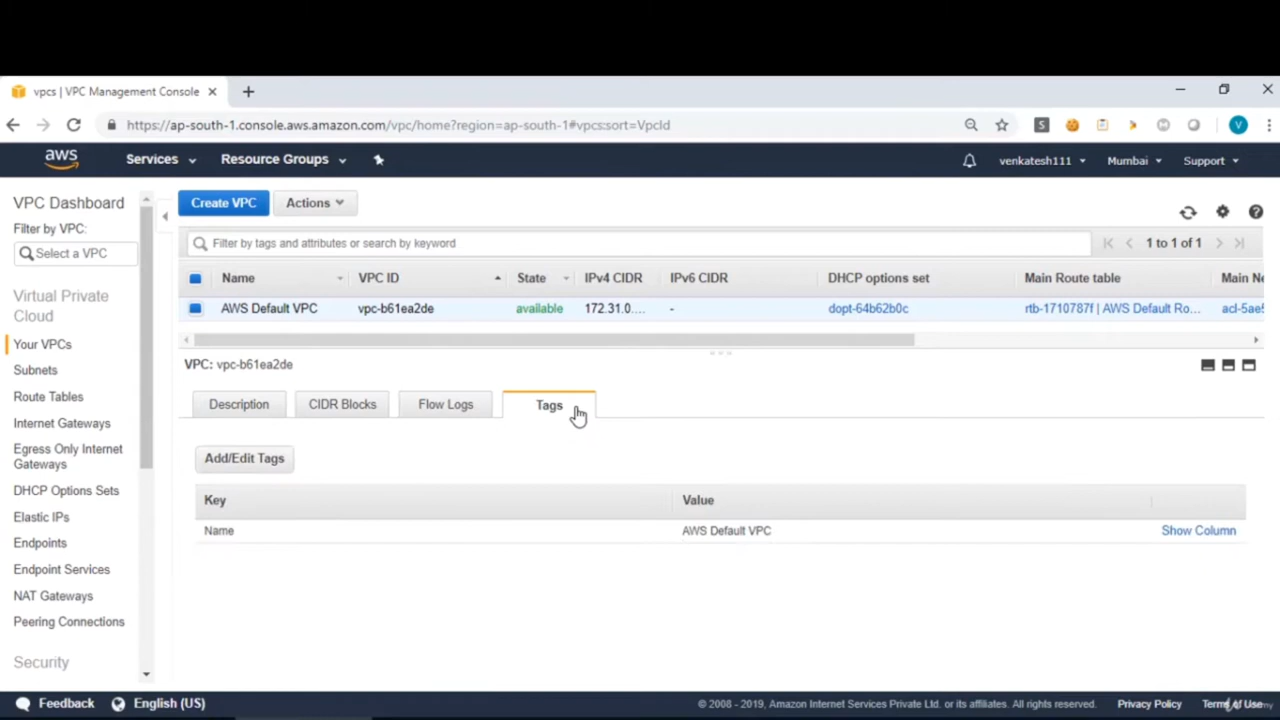 vpcs | VPC Management Console
https://ap-south-1.console.aws.amazon.com/vpc/home?region=ap-south-1#vpcs:sort=VpcId
S
V
aws
Services
Resource Groups
venkatesh111
Mumbai
Support
VPC Dashboard
Filter by VPC:
Select a VPC
Virtual Private
Cloud
Your VPCs
Subnets
Route Tables
Internet Gateways
Egress Only Internet
Gateways
DHCP Options Sets
Elastic IPs
Endpoints
Endpoint Services
NAT Gateways
Peering Connections
Security
Create VPC
Actions
Filter by tags and attributes or search by keyword
1 to 1 of 1
Name VPC ID State IPv4 CIDR IPv6 CIDR DHCP options set Main Route table Main Ne
AWS Default VPC vpc-b61ea2de available 172.31.0.... - dopt-64b62b0c rtb-1710787f | AWS Default Ro... acl-5ae5
VPC: vpc-b61ea2de
Description
CIDR Blocks
Flow Logs
Tags
Add/Edit Tags
Key Value
Name AWS Default VPC Show Column
Feedback
English (US)
© 2008 - 2019, Amazon Internet Services Private Ltd. or its affiliates. All rights reserved.
Privacy Policy
Terms of Use